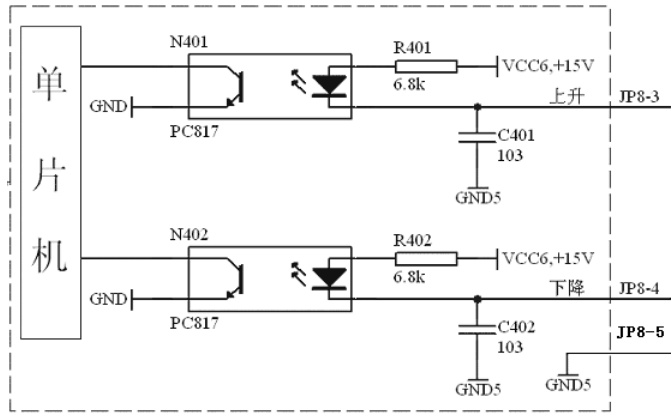 N401
R401
VCC6,+15V
6.8k
上升
JP8-3
GND
PC817
C401
103
GND5
单
片
机
N402
R402
VCC6,+15V
6.8k
下降
JP8-4
GND
PC817
C402
103
JP8-5
GND5
GND5